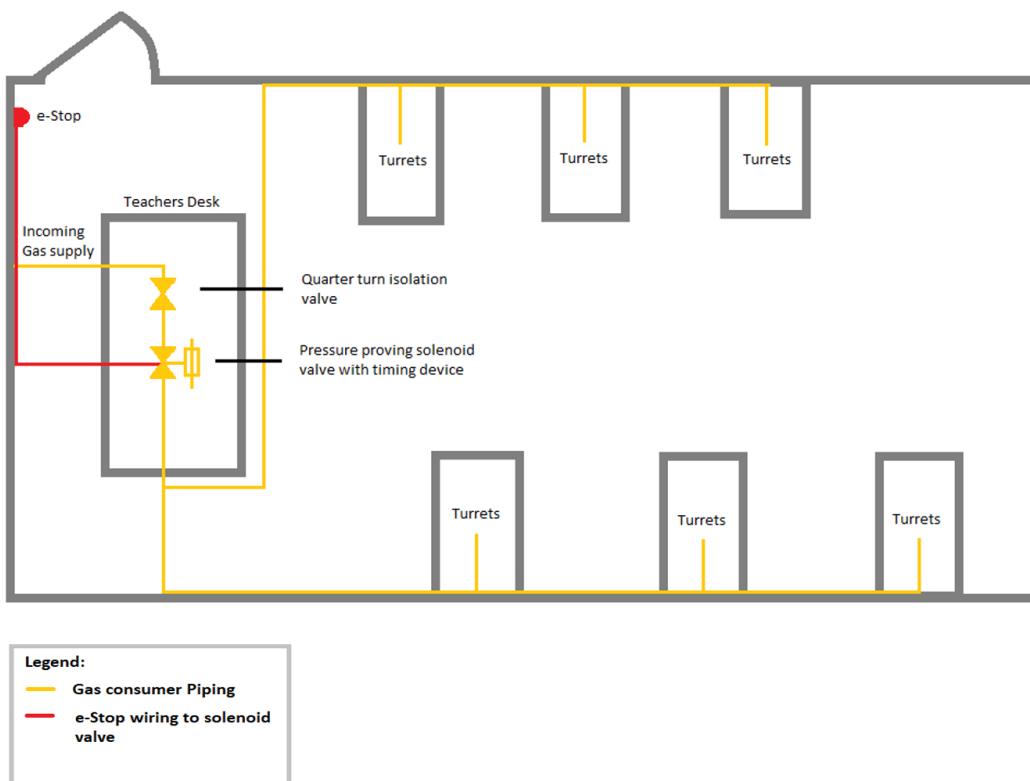 e-Stop
Turrets
Turrets
Turrets
Teachers Desk
Incoming
Gas supply
Quarter turn isolation
valve
Pressure proving solenoid
valve with timing device
Turrets
Turrets
Turrets
Legend:
Gas consumer Piping
e-Stop wiring to solenoid
valve